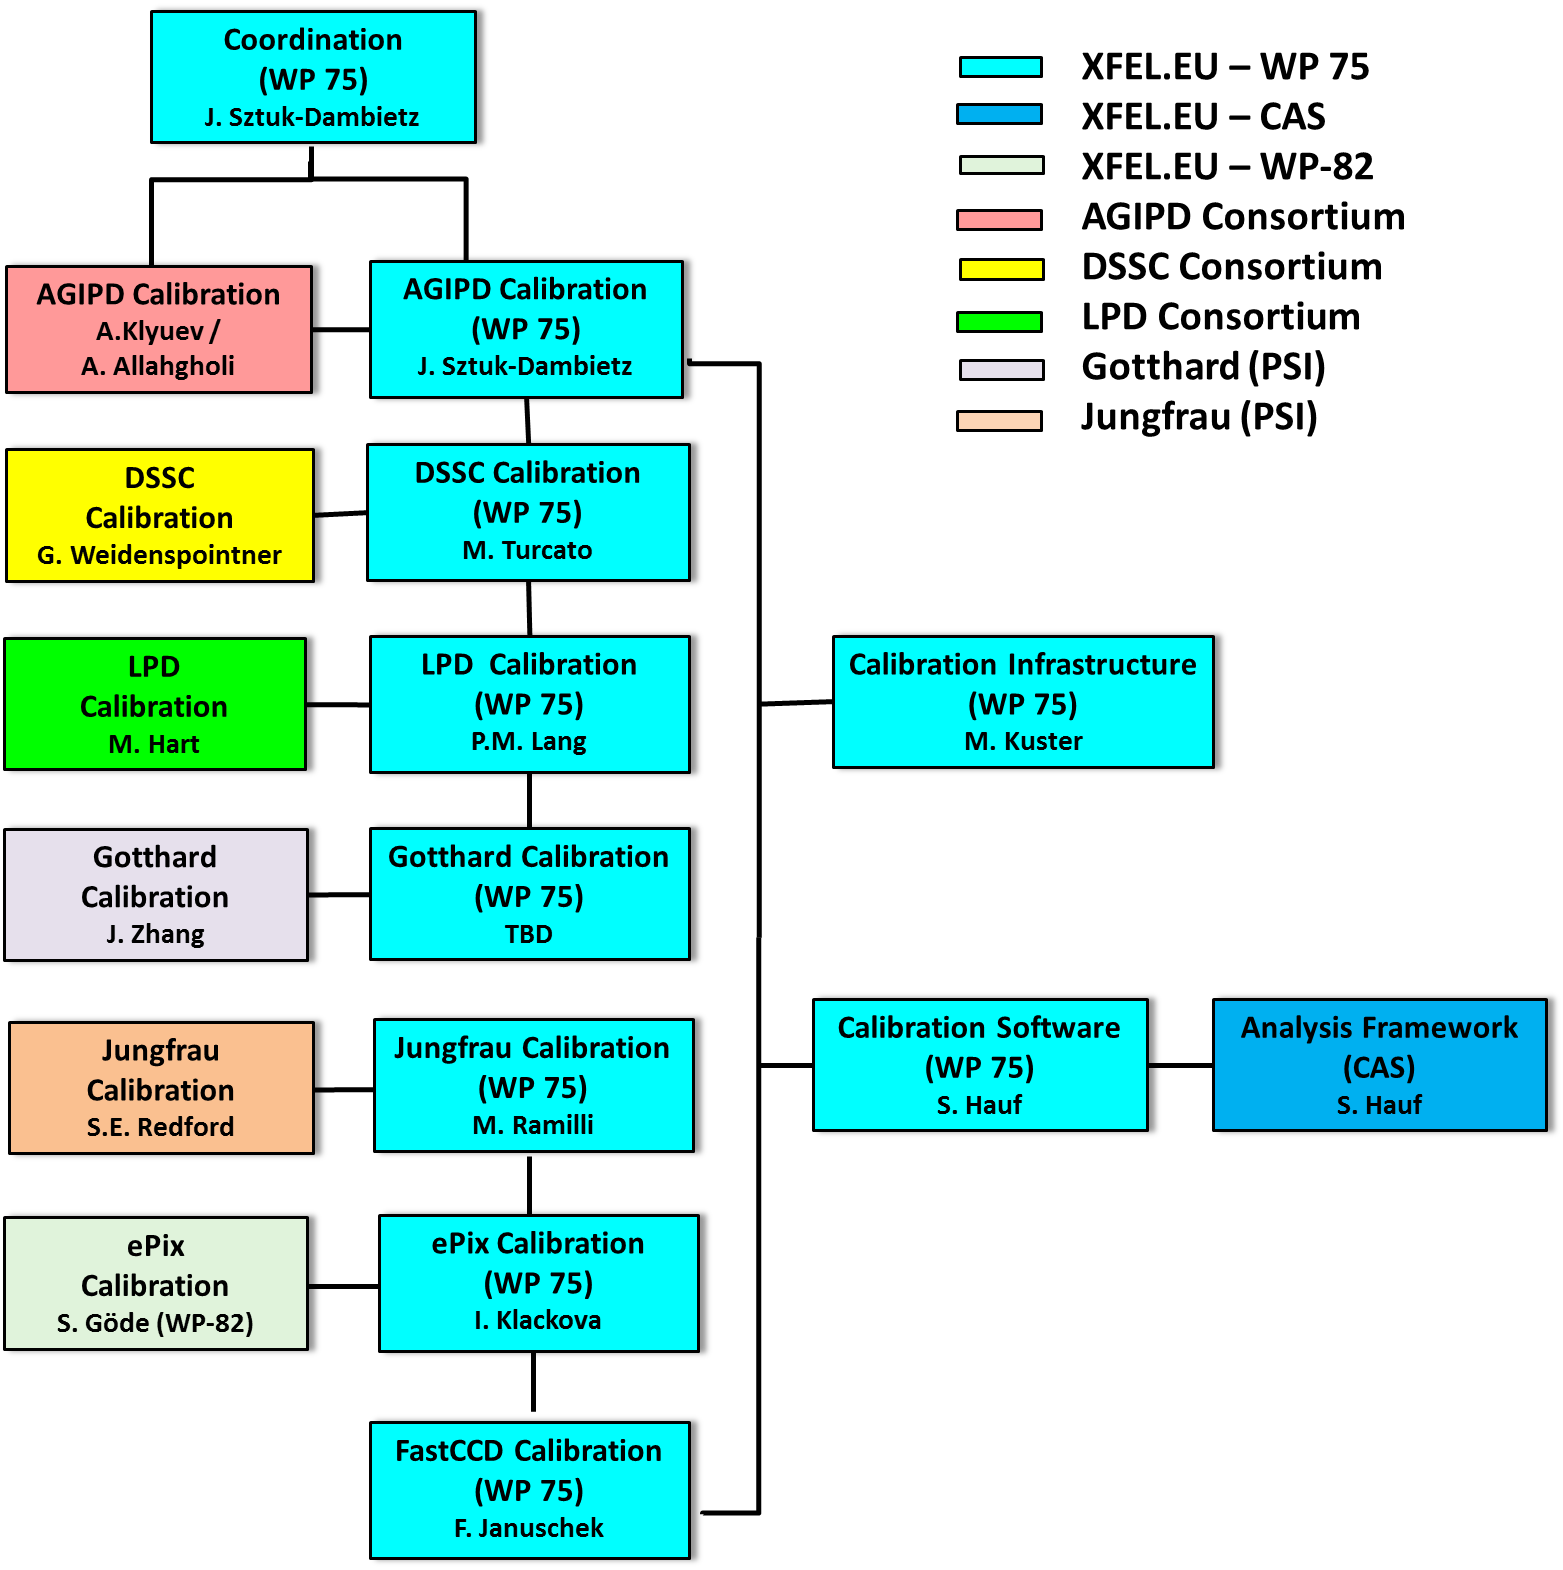 Coordination
(WP 75)
J. Sztuk-Dambietz
XFEL.EU – WP 75
XFEL.EU – CAS
XFEL.EU – WP-82
AGIPD Consortium
DSSC Consortium
LPD Consortium
Gotthard (PSI)
Jungfrau (PSI)
AGIPD Calibration
A.Klyuev /
A. Allahgholi
AGIPD Calibration
(WP 75)
J. Sztuk-Dambietz
DSSC
Calibration
G. Weidenspointner
DSSC Calibration
(WP 75)
M. Turcato
LPD
Calibration
M. Hart
LPD  Calibration
(WP 75)
P.M. Lang
Calibration Infrastructure
(WP 75)
M. Kuster
Gotthard
Calibration
J. Zhang
Gotthard Calibration
(WP 75)
TBD
Jungfrau
Calibration
S.E. Redford
Jungfrau Calibration
(WP 75)
M. Ramilli
Calibration Software
(WP 75)
S. Hauf
Analysis Framework
(CAS)
S. Hauf
ePix
Calibration
S. Göde (WP-82)
ePix Calibration
(WP 75)
I. Klackova
FastCCD Calibration
(WP 75)
F. Januschek